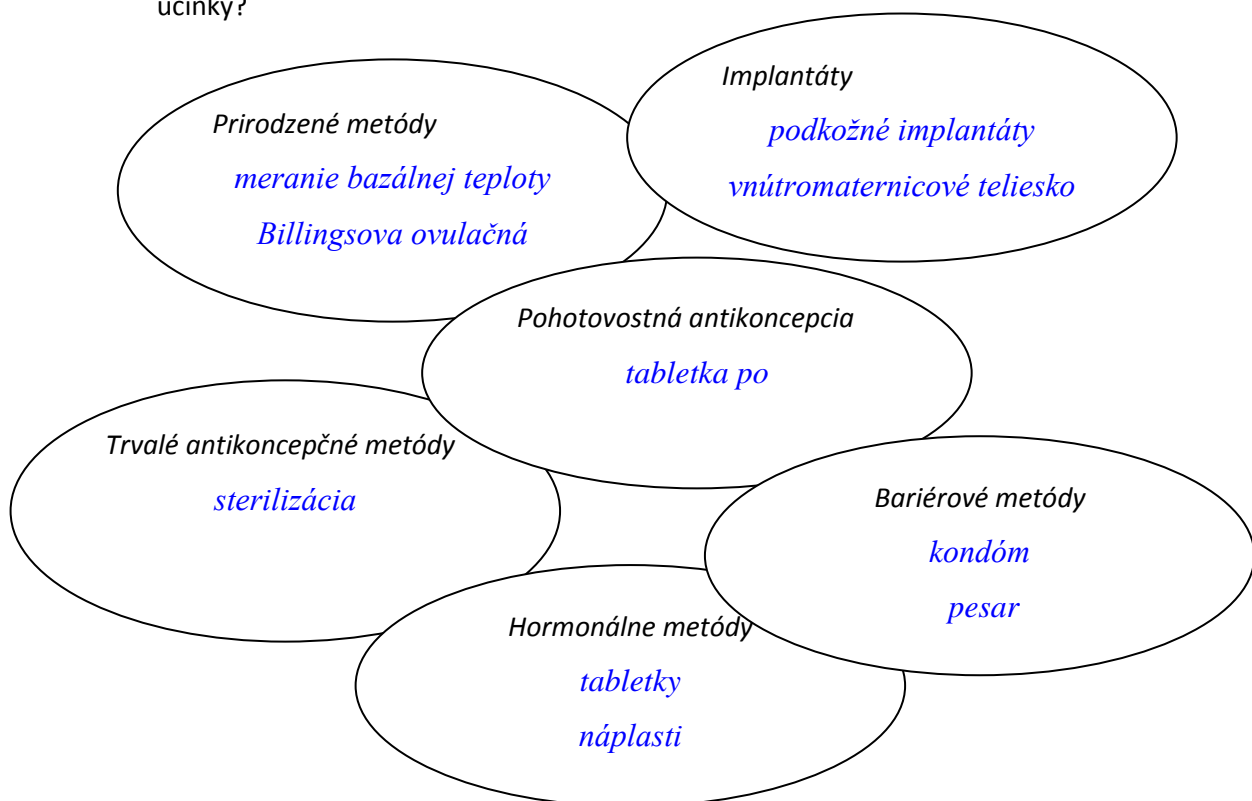 účinky?
Implantáty
podkožné implantáty
vnútromaternicové teliesko
Prirodzené metódy
meranie bazálnej teploty
Billingsova ovulačná
Pohotovostná antikoncepcia
tabletka po
Trvalé antikoncepčné metódy
sterilizácia
Bariérové metódy
kondóm
pesar
Hormonálne metódy
tabletky
náplasti